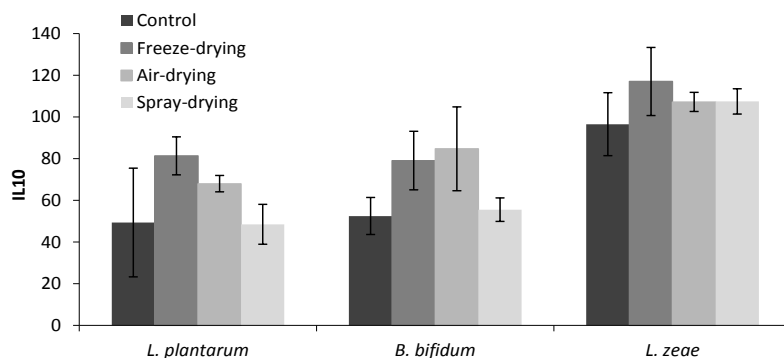 Control
Freeze-drying
Air-drying
Spray-drying
IL10
140
120
100
80
60
40
20
0
L. plantarum
B. bifidum
L. zeae